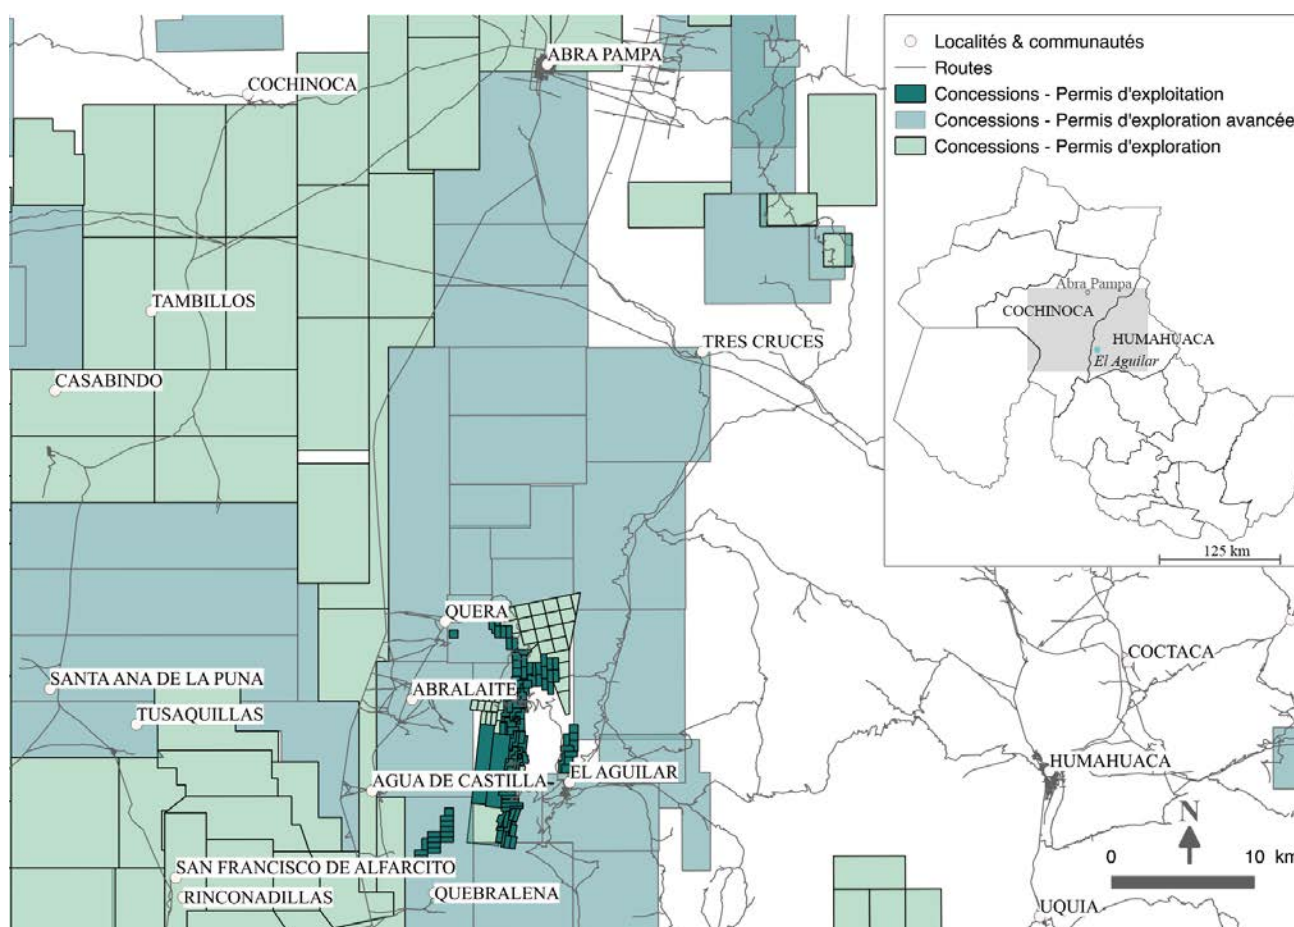 ABRA PAMPA
COCHINOCA
TAMBILLOS
TRES CRUCES
CASABINDO
QUERA
SANTA ANA DE LA PUNA
ABRALAITE
TUSAQUILLAS
AGUA DE CASTILLA
EL AGUILAR
SAN FRANCISCO DE ALFARCITO
RINCONADILLAS
QUEBRALENA
COCTACA
HUMAHUACA
UQUIA
Localités & communautés
Routes
Concessions - Permis d'exploitation
Concessions - Permis d'exploration avancée
Concessions - Permis d'exploration
Abra Pampa
COCHINOCA
HUMAHUACA
El Aguilar
125 km
N
0 10 km